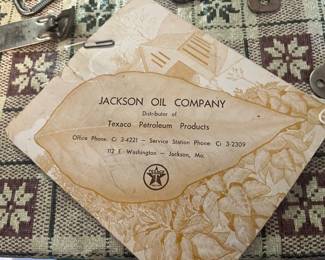 JACKSON OIL COMPANY
Distributor of
Texaco Petroleum Products
Office Phone: Ci 3-4221 - Service Station Phone: Ci 3-2309
112 E. Washington - Jackson, Mo.